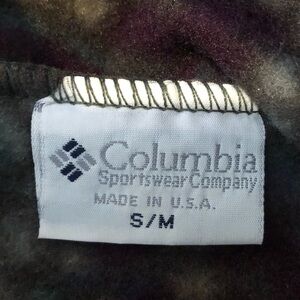 Columbia
Sportswear Company
MADE IN U.S.A.
S/M